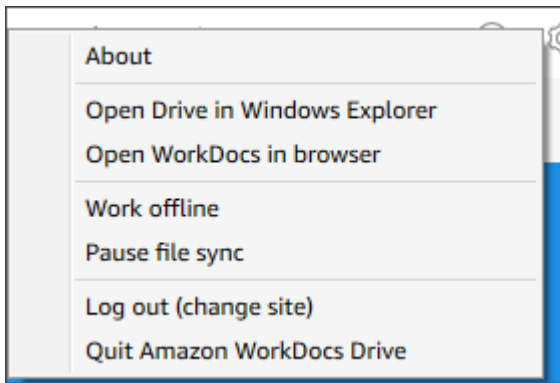 About
Open Drive in Windows Explorer
Open WorkDocs in browser
Work offline
Pause file sync
Log out (change site)
Quit Amazon WorkDocs Drive